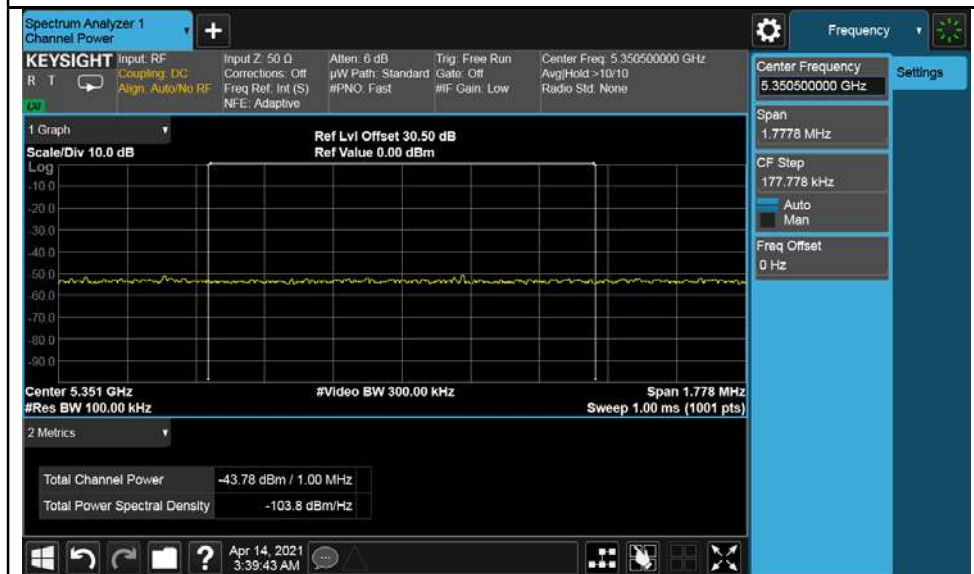 Spectrum Analyzer 1
Channel Power
+
Frequency
KEYSIGHT
R T
LXI
Input: RF
Coupling: DC
Align: Auto/No RF
Input Z: 50 Ω
Corrections: Off
Freq Ref: Int (S)
NFE: Adaptive
Atten: 6 dB
µW Path: Standard
#PNO: Fast
Trig: Free Run
Gate: Off
#IF Gain: Low
Center Freq: 5.350500000 GHz
Avg|Hold >10/10
Radio Std: None
Center Frequency
5.350500000 GHz
Settings
Span
1.7778 MHz
CF Step
177.778 kHz
Auto
Man
Freq Offset
0 Hz
1 Graph
Scale/Div 10.0 dB
Ref Lvl Offset 30.50 dB
Ref Value 0.00 dBm
Log
-10.0
-20.0
-30.0
-40.0
-50.0
-60.0
-70.0
-80.0
-90.0
Center 5.351 GHz
#Res BW 100.00 kHz
#Video BW 300.00 kHz
Span 1.778 MHz
Sweep 1.00 ms (1001 pts)
2 Metrics
Total Channel Power -43.78 dBm / 1.00 MHz
Total Power Spectral Density -103.8 dBm/Hz
?
Apr 14, 2021
3:39:43 AM